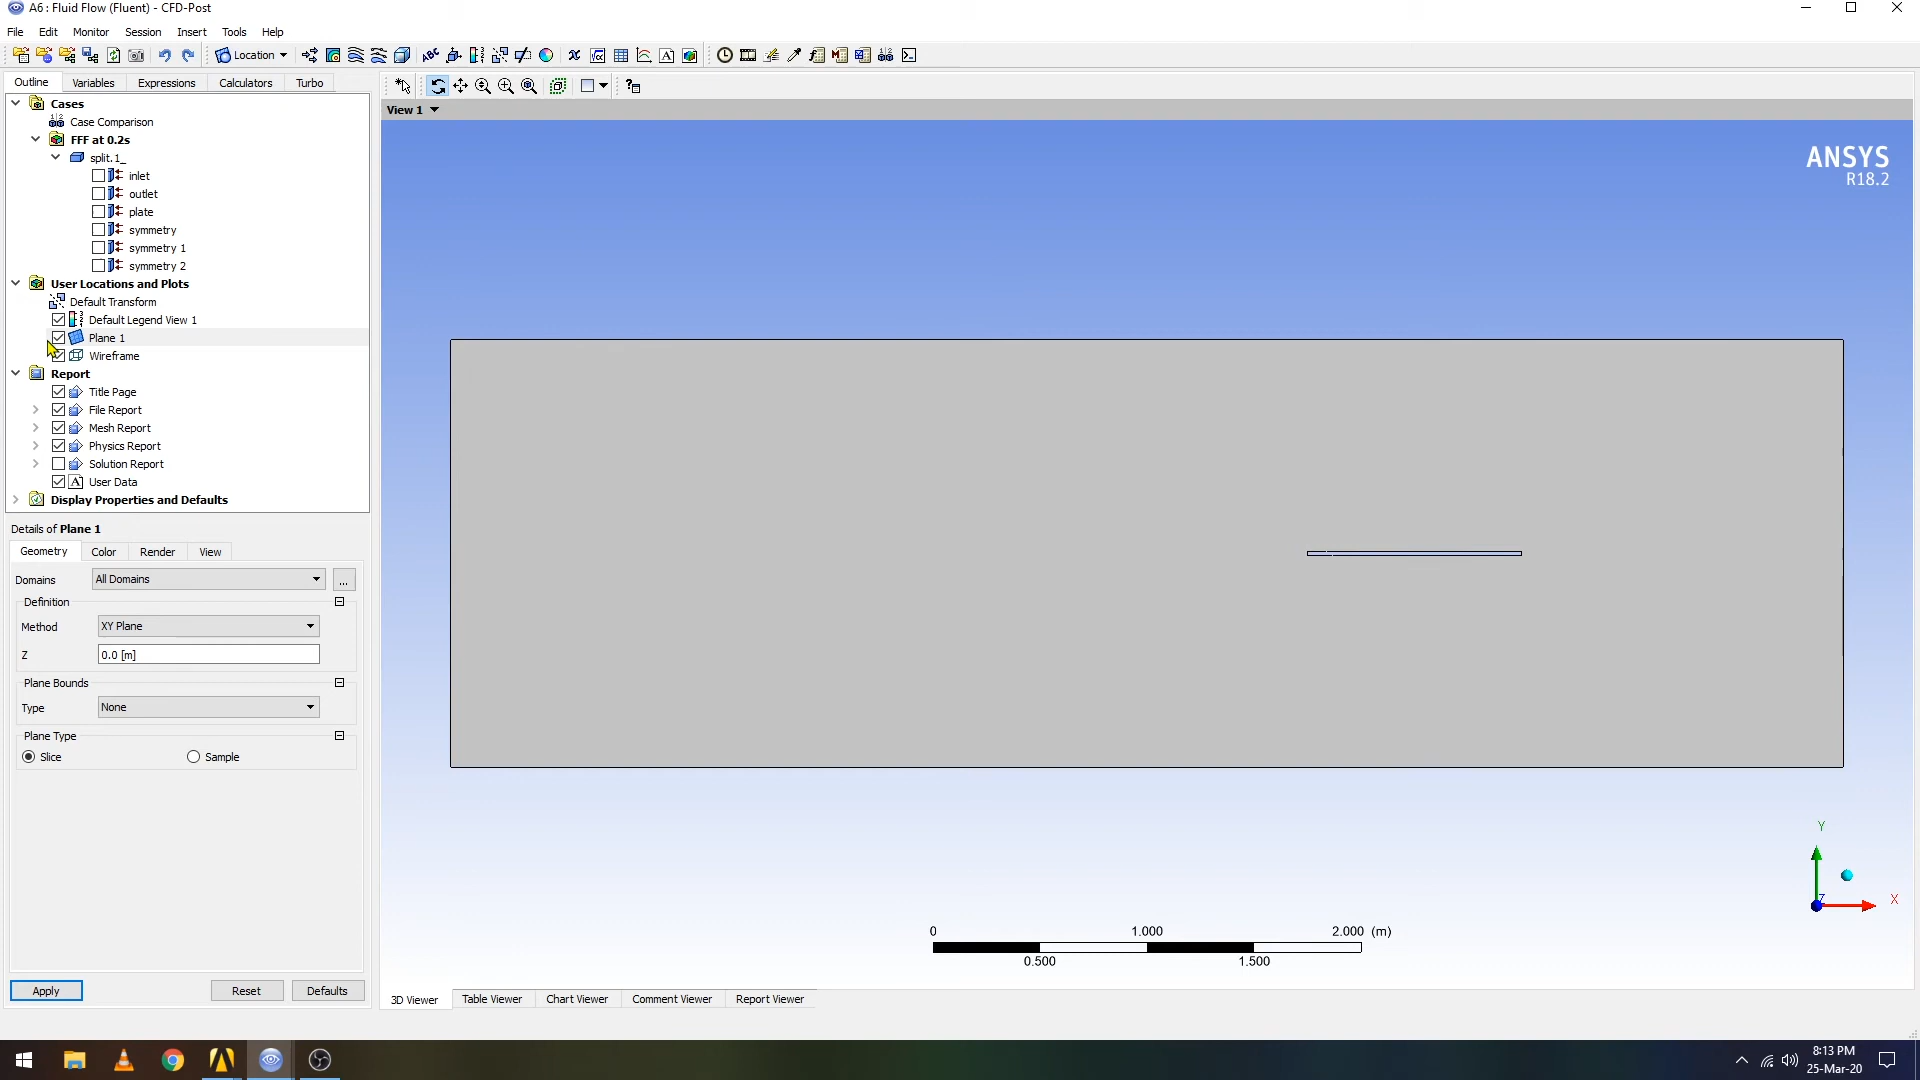 A6 : Fluid Flow (Fluent) - CFD-Post
File Edit Monitor Session Insert Tools Help
Location
Outline Variables Expressions Calculators Turbo
View 1
Cases
Case Comparison
FFF at 0.2s
split.1_
inlet
outlet
plate
symmetry
symmetry 1
symmetry 2
User Locations and Plots
Default Transform
Default Legend View 1
Plane 1
Wireframe
Report
Title Page
File Report
Mesh Report
Physics Report
Solution Report
User Data
Display Properties and Defaults
Details of Plane 1
Geometry Color Render View
Domains All Domains ...
Definition
Method XY Plane
Z 0.0 [m]
Plane Bounds
Type None
Plane Type
Slice Sample
Apply Reset Defaults
ANSYS
R18.2
Y
Z X
0 1.000 2.000 (m)
0.500 1.500
3D Viewer Table Viewer Chart Viewer Comment Viewer Report Viewer
8:13 PM
25-Mar-20